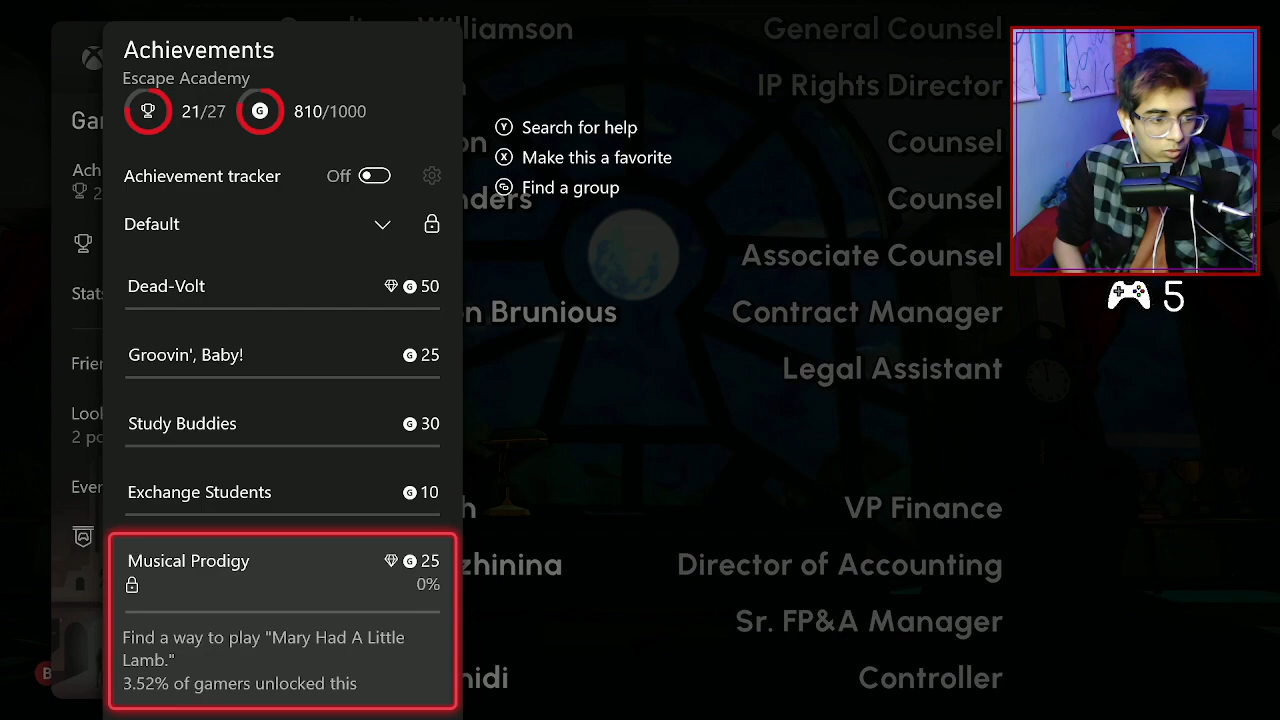 Achievements
Escape Academy
21/27
G
810/1000
Achievement tracker
Off
Default
Dead-Volt
G 50
Groovin', Baby!
G 25
Study Buddies
G 30
Exchange Students
G 10
Musical Prodigy
G 25
0%
Find a way to play "Mary Had A Little
Lamb."
3.52% of gamers unlocked this
Y Search for help
X Make this a favorite
Find a group
B
Williamson
General Counsel
IP Rights Director
Counsel
Counsel
Associate Counsel
Brunious
Contract Manager
Legal Assistant
VP Finance
Director of Accounting
Sr. FP&A Manager
Controller
5